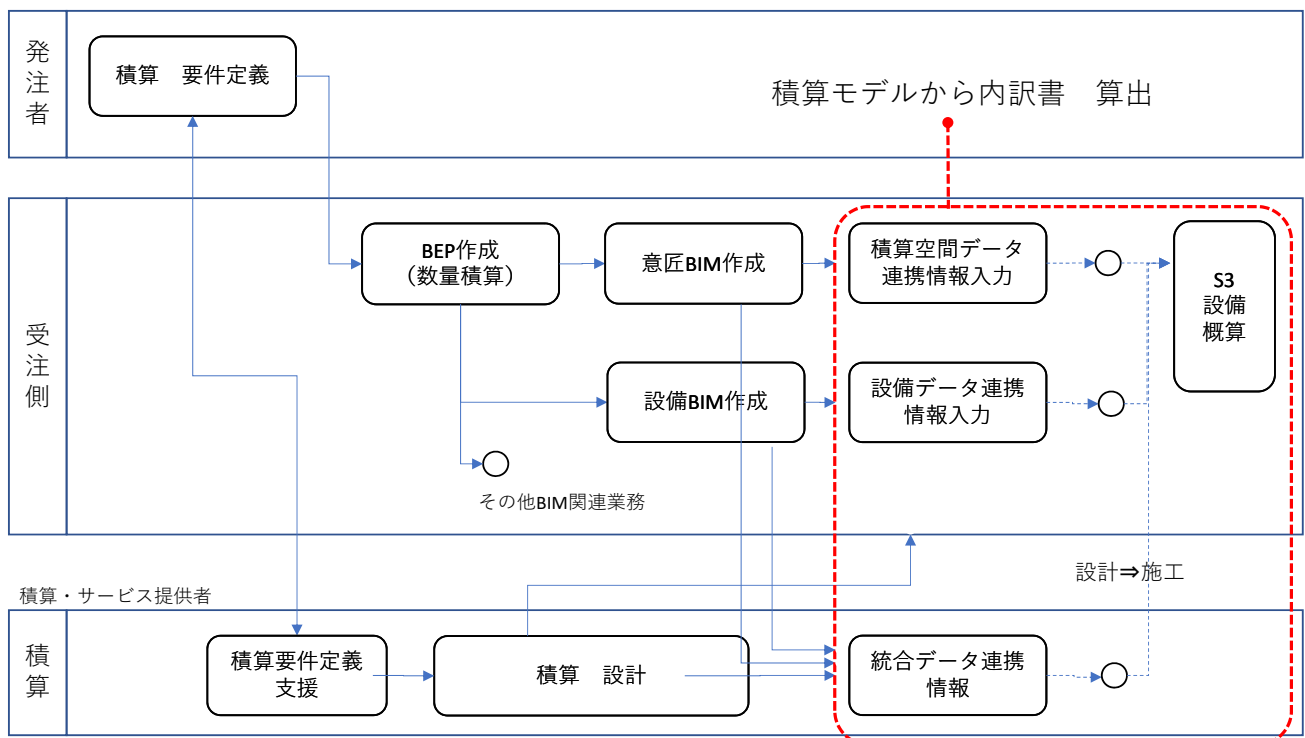 発注者
積算　要件定義
積算モデルから内訳書　算出
受注側
BEP作成
（数量積算）
意匠BIM作成
積算空間データ
連携情報入力
S3
設備
概算
設備BIM作成
設備データ連携
情報入力
その他BIM関連業務
設計⇒施工
積算・サービス提供者
積算
積算要件定義
支援
積算　設計
統合データ連携
情報